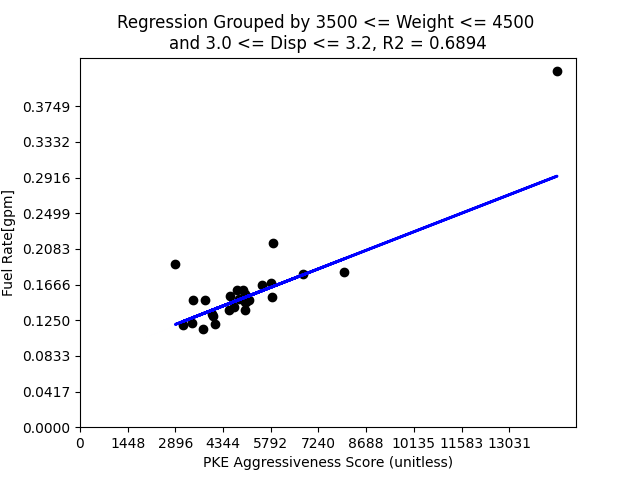 Regression Grouped by 3500 <= Weight <= 4500
and 3.0 <= Disp <= 3.2, R2 = 0.6894
Fuel Rate[gpm]
0.3749
0.3332
0.2916
0.2499
0.2083
0.1666
0.1250
0.0833
0.0417
0.0000
0 1448 2896 4344 5792 7240 8688 10135 11583 13031
PKE Aggressiveness Score (unitless)